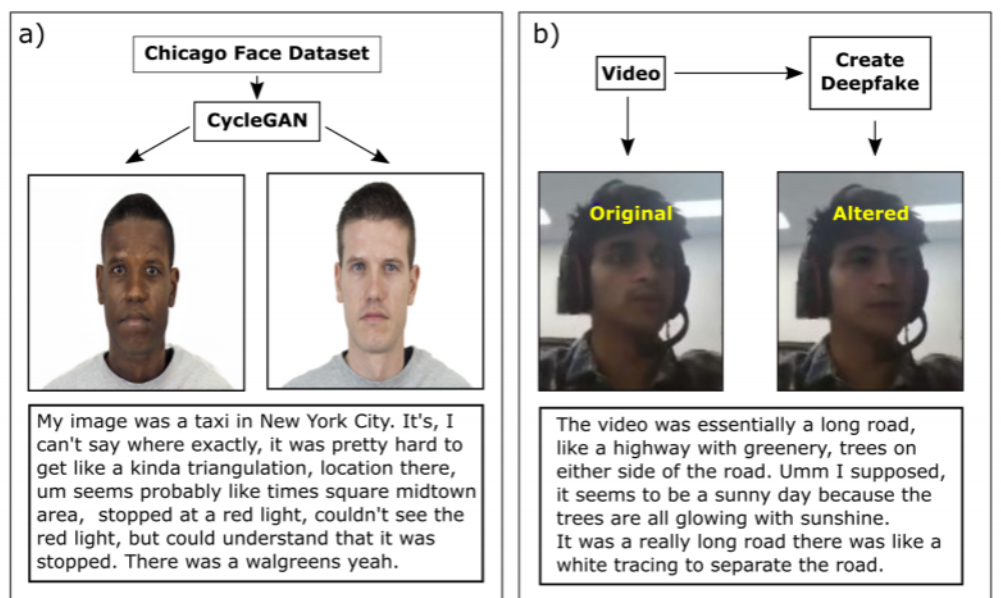 a)
Chicago Face Dataset
CycleGAN
My image was a taxi in New York City. It's, I
can't say where exactly, it was pretty hard to
get like a kinda triangulation, location there,
um seems probably like times square midtown
area,  stopped at a red light, couldn't see the
red light, but could understand that it was
stopped. There was a walgreens yeah.
b)
Video
Create
Deepfake
Original
Altered
The video was essentially a long road,
like a highway with greenery, trees on
either side of the road. Umm I supposed,
it seems to be a sunny day because the
trees are all glowing with sunshine.
It was a really long road there was like a
white tracing to separate the road.